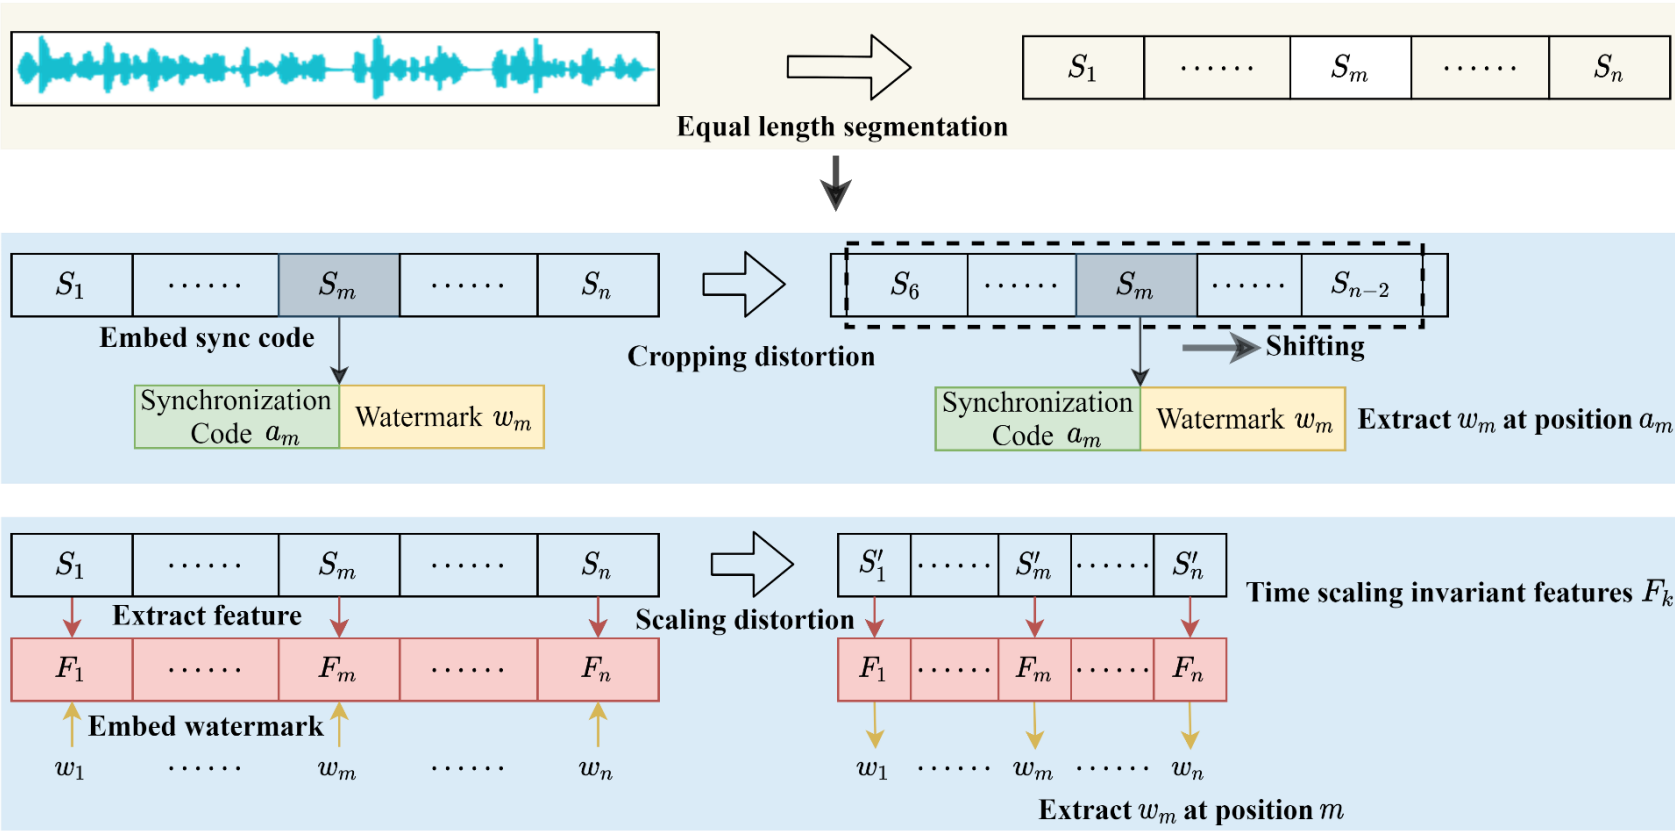 S₁ ······ Sₘ ······ Sₙ
Equal length segmentation
S₁ ······ Sₘ ······ Sₙ
S₆ ······ Sₘ ······ Sₙ₋₂
Embed sync code
Cropping distortion
Shifting
Synchronization
Code aₘ
Watermark wₘ
Synchronization
Code aₘ
Watermark wₘ
Extract wₘ at position aₘ
S₁ ······ Sₘ ······ Sₙ
S′₁ ······ S′ₘ ······ S′ₙ
Extract feature
Scaling distortion
Time scaling invariant features Fₖ
F₁ ······ Fₘ ······ Fₙ
F₁ ······ Fₘ ······ Fₙ
Embed watermark
w₁ ······ wₘ ······ wₙ
w₁ ······ wₘ ······ wₙ
Extract wₘ at position m